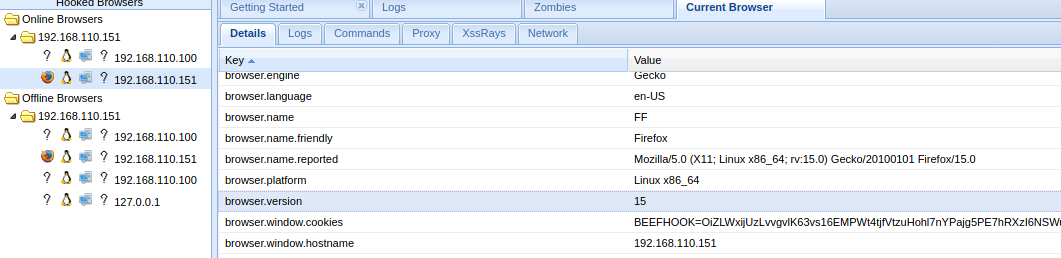 Hooked Browsers
Getting Started
Logs
Zombies
Current Browser
Online Browsers
192.168.110.151
? ? 192.168.110.100
? 192.168.110.151
Offline Browsers
192.168.110.151
? ? 192.168.110.100
? 192.168.110.151
? ? 192.168.110.100
? ? 127.0.0.1
Details Logs Commands Proxy XssRays Network
Key Value
browser.engine Gecko
browser.language en-US
browser.name FF
browser.name.friendly Firefox
browser.name.reported Mozilla/5.0 (X11; Linux x86_64; rv:15.0) Gecko/20100101 Firefox/15.0
browser.platform Linux x86_64
browser.version 15
browser.window.cookies
browser.window.hostname 192.168.110.151